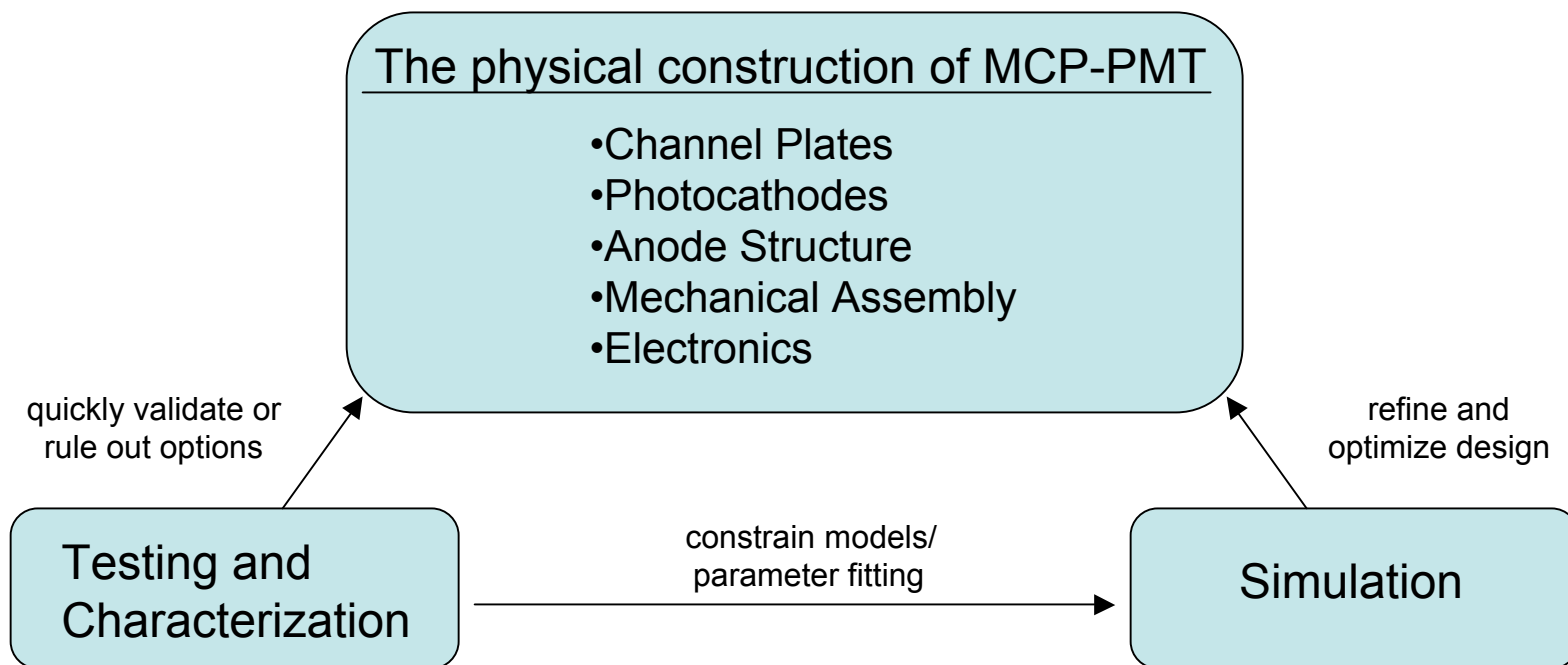 The physical construction of MCP-PMT
•Channel Plates
•Photocathodes
•Anode Structure
•Mechanical Assembly
•Electronics
quickly validate or
rule out options
refine and
optimize design
Testing and
Characterization
constrain models/
parameter fitting
Simulation